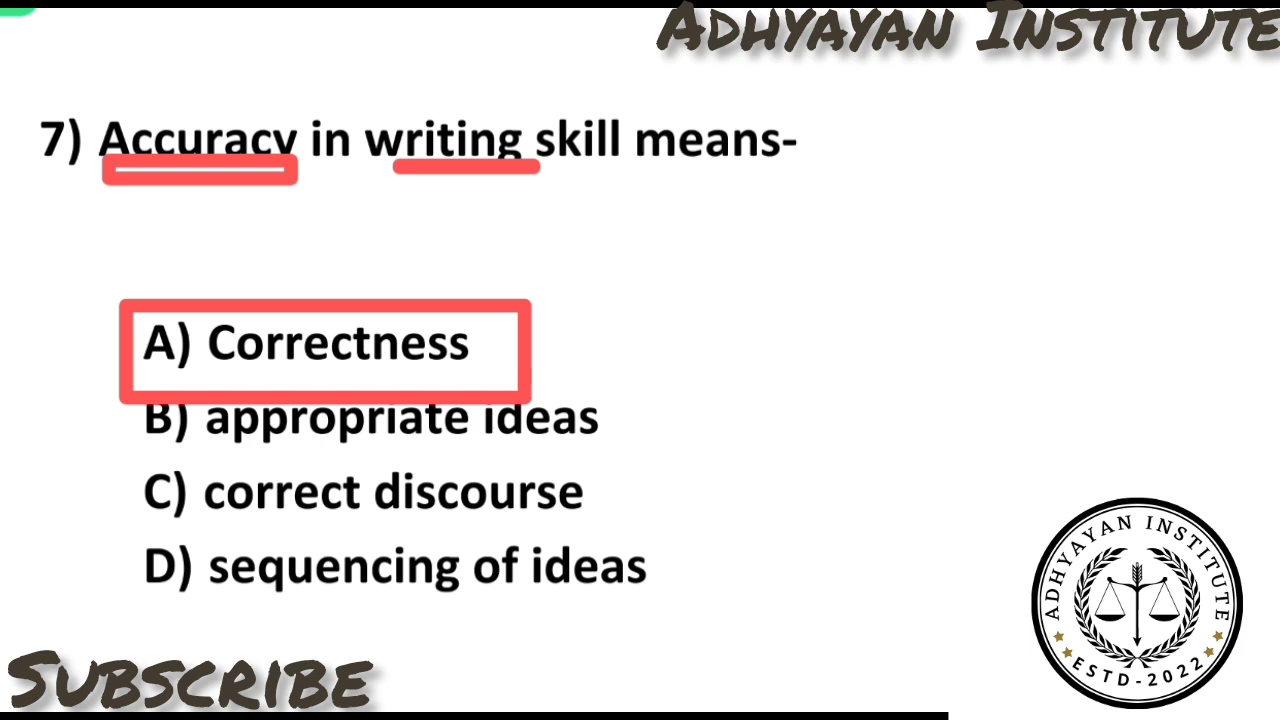 ADHYAYAN INSTITUTE
7) Accuracy in writing skill means-
A) Correctness
B) appropriate ideas
C) correct discourse
D) sequencing of ideas
ADHYAYAN INSTITUTE
ESTD-2022
SUBSCRIBE